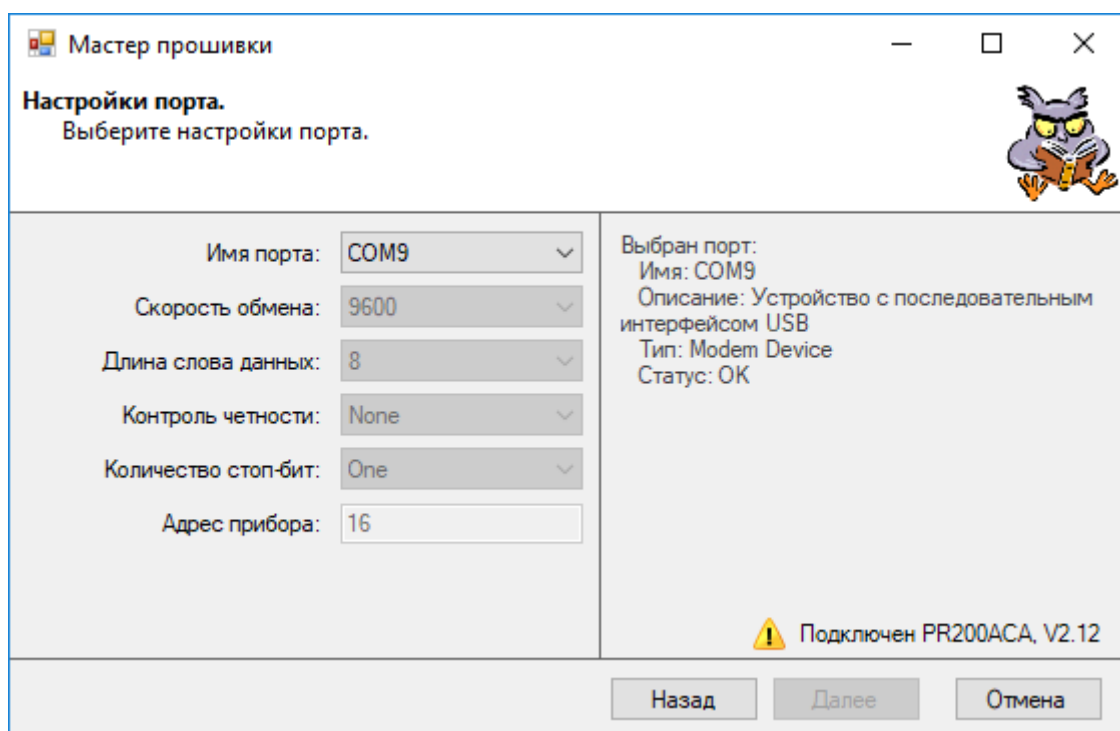 Мастер прошивки
Настройки порта.
Выберите настройки порта.
Имя порта: COM9
Скорость обмена: 9600
Длина слова данных: 8
Контроль четности: None
Количество стоп-бит: One
Адрес прибора: 16
Выбран порт:
Имя: COM9
Описание: Устройство с последовательным
интерфейсом USB
Тип: Modem Device
Статус: OK
Подключен PR200ACA, V2.12
Назад
Далее
Отмена